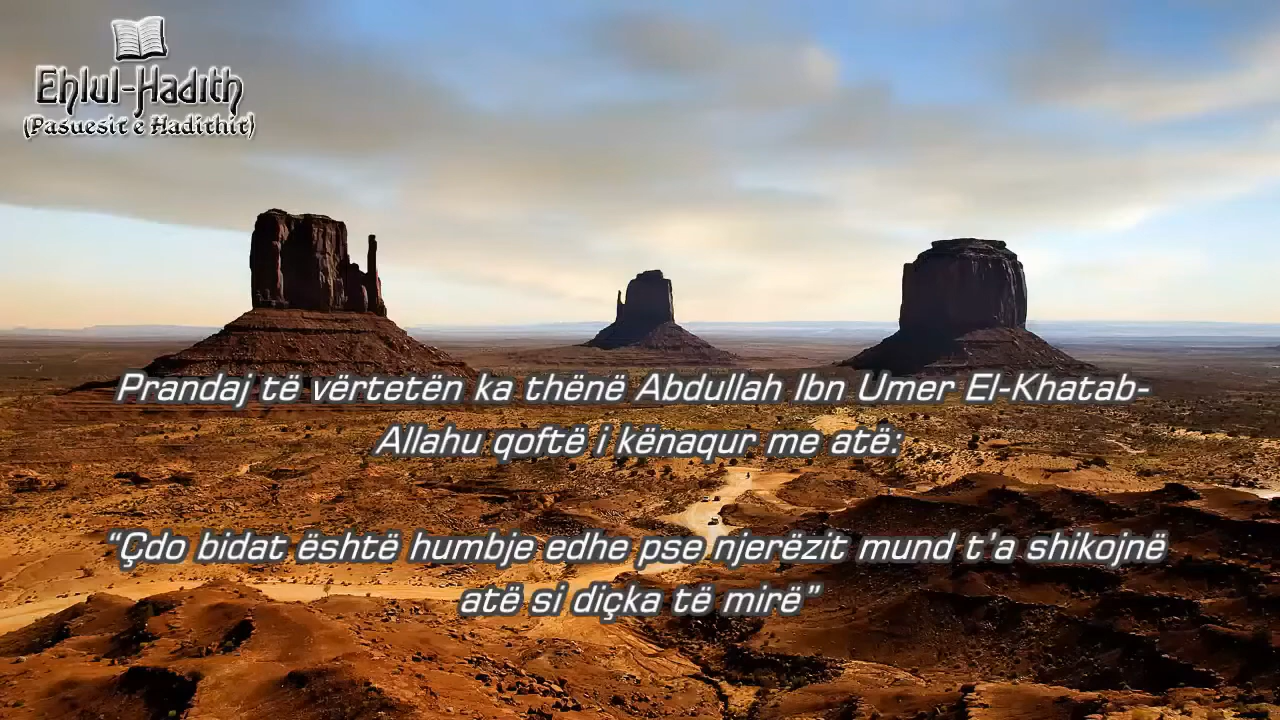 Ehlul-Hadith
(Pasuesit e Hadithit)
Prandaj të vërtetën ka thënë Abdullah Ibn Umer El-Khatab-
Allahu qoftë i kënaqur me atë:
“Çdo bidat është humbje edhe pse njerëzit mund t'a shikojnë
atë si diçka të mirë”